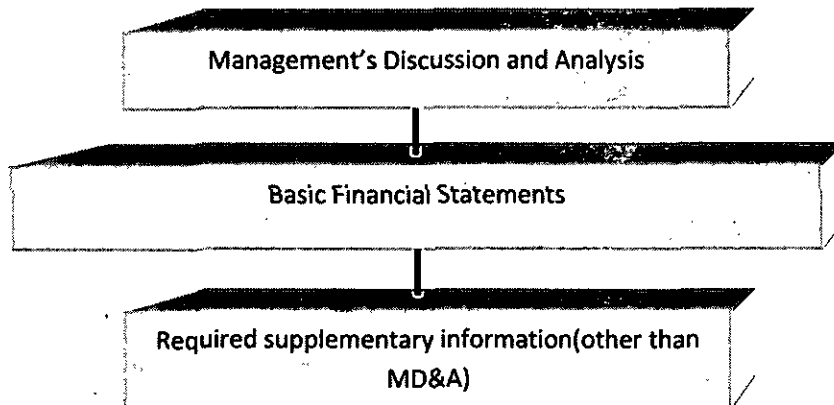 Management's Discussion and Analysis
Basic Financial Statements
Required supplementary information(other than
MD&A)